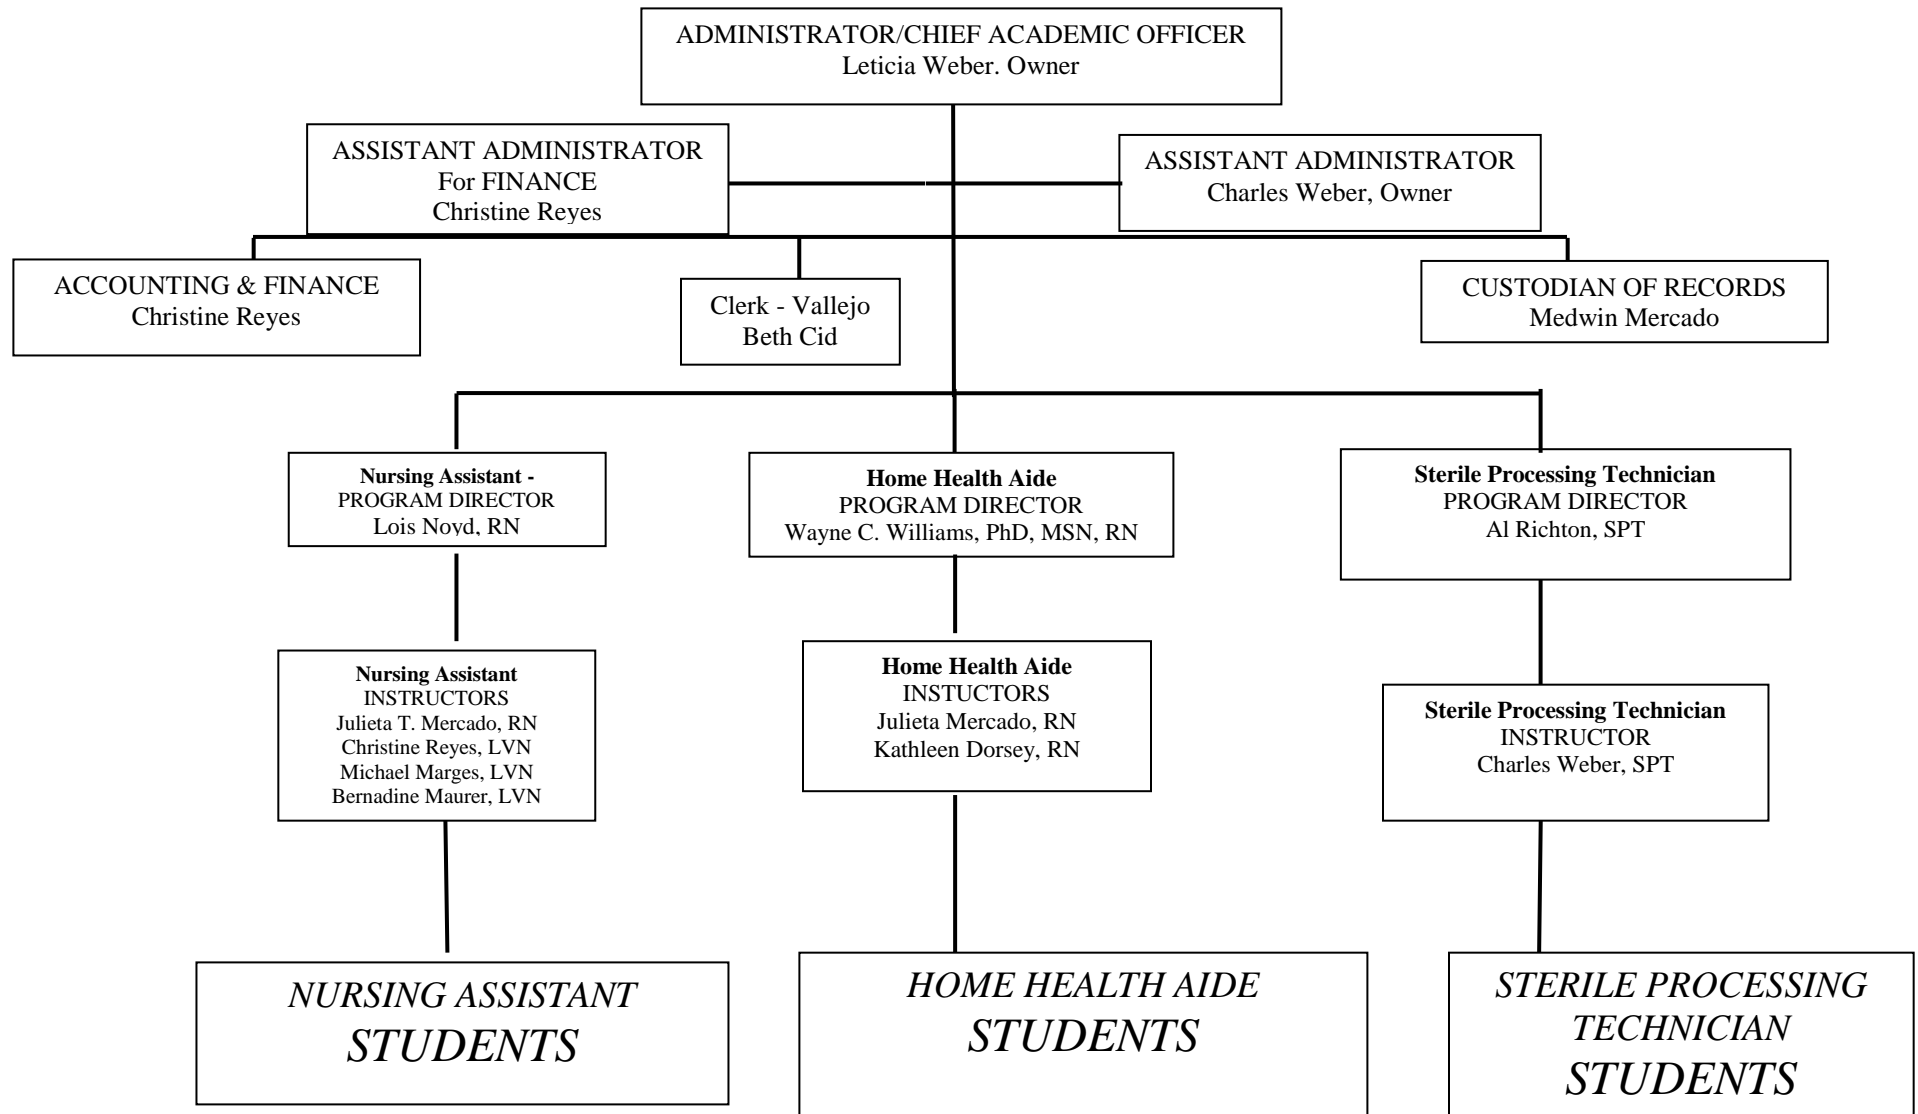 ADMINISTRATOR/CHIEF ACADEMIC OFFICER
Leticia Weber. Owner
ASSISTANT ADMINISTRATOR
For FINANCE
Christine Reyes
ASSISTANT ADMINISTRATOR
Charles Weber, Owner
ACCOUNTING & FINANCE
Christine Reyes
Clerk - Vallejo
Beth Cid
CUSTODIAN OF RECORDS
Medwin Mercado
Nursing Assistant -
PROGRAM DIRECTOR
Lois Noyd, RN
Home Health Aide
PROGRAM DIRECTOR
Wayne C. Williams, PhD, MSN, RN
Sterile Processing Technician
PROGRAM DIRECTOR
Al Richton, SPT
Nursing Assistant
INSTRUCTORS
Julieta T. Mercado, RN
Christine Reyes, LVN
Michael Marges, LVN
Bernadine Maurer, LVN
Home Health Aide
INSTUCTORS
Julieta Mercado, RN
Kathleen Dorsey, RN
Sterile Processing Technician
INSTRUCTOR
Charles Weber, SPT
NURSING ASSISTANT
STUDENTS
HOME HEALTH AIDE
STUDENTS
STERILE PROCESSING
TECHNICIAN
STUDENTS